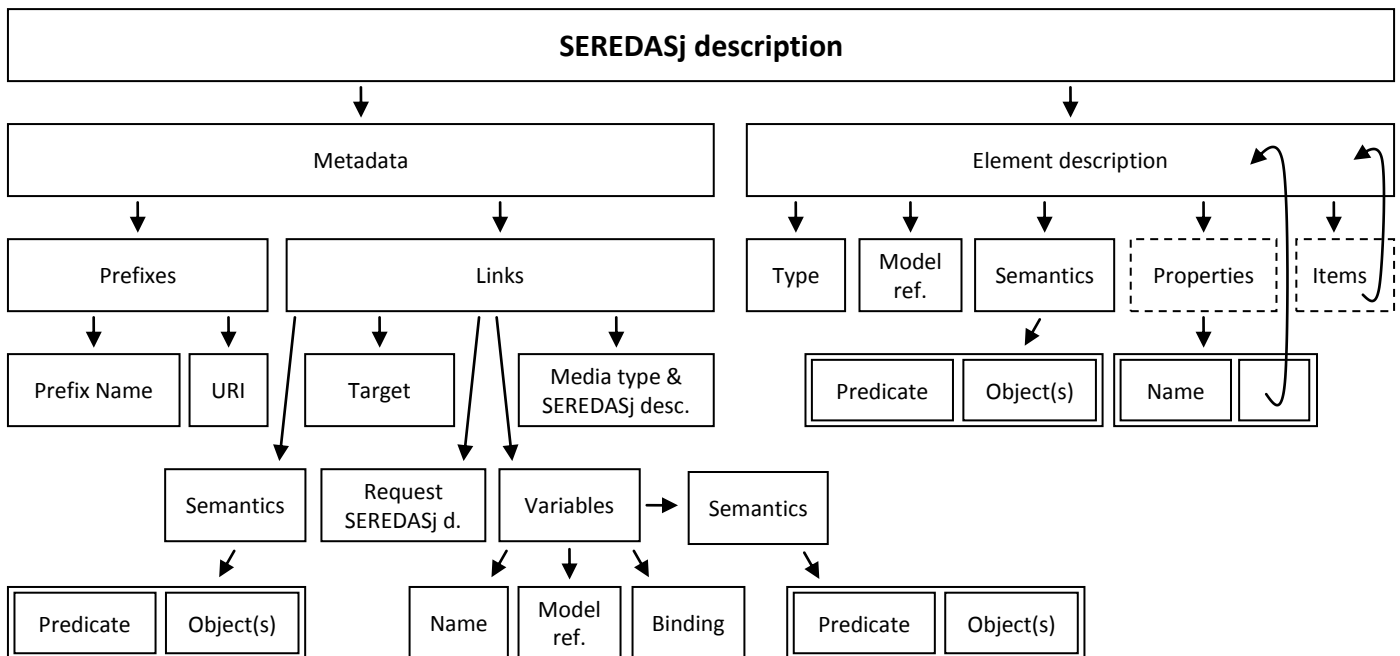 SEREDASj description
Metadata
Element description
Prefixes
Links
Type
Model
ref.
Semantics
Properties
Items
Prefix Name
URI
Target
Media type &
SEREDASj desc.
Predicate
Object(s)
Name
Semantics
Request
SEREDASj d.
Variables
Semantics
Predicate
Object(s)
Name
Model
ref.
Binding
Predicate
Object(s)